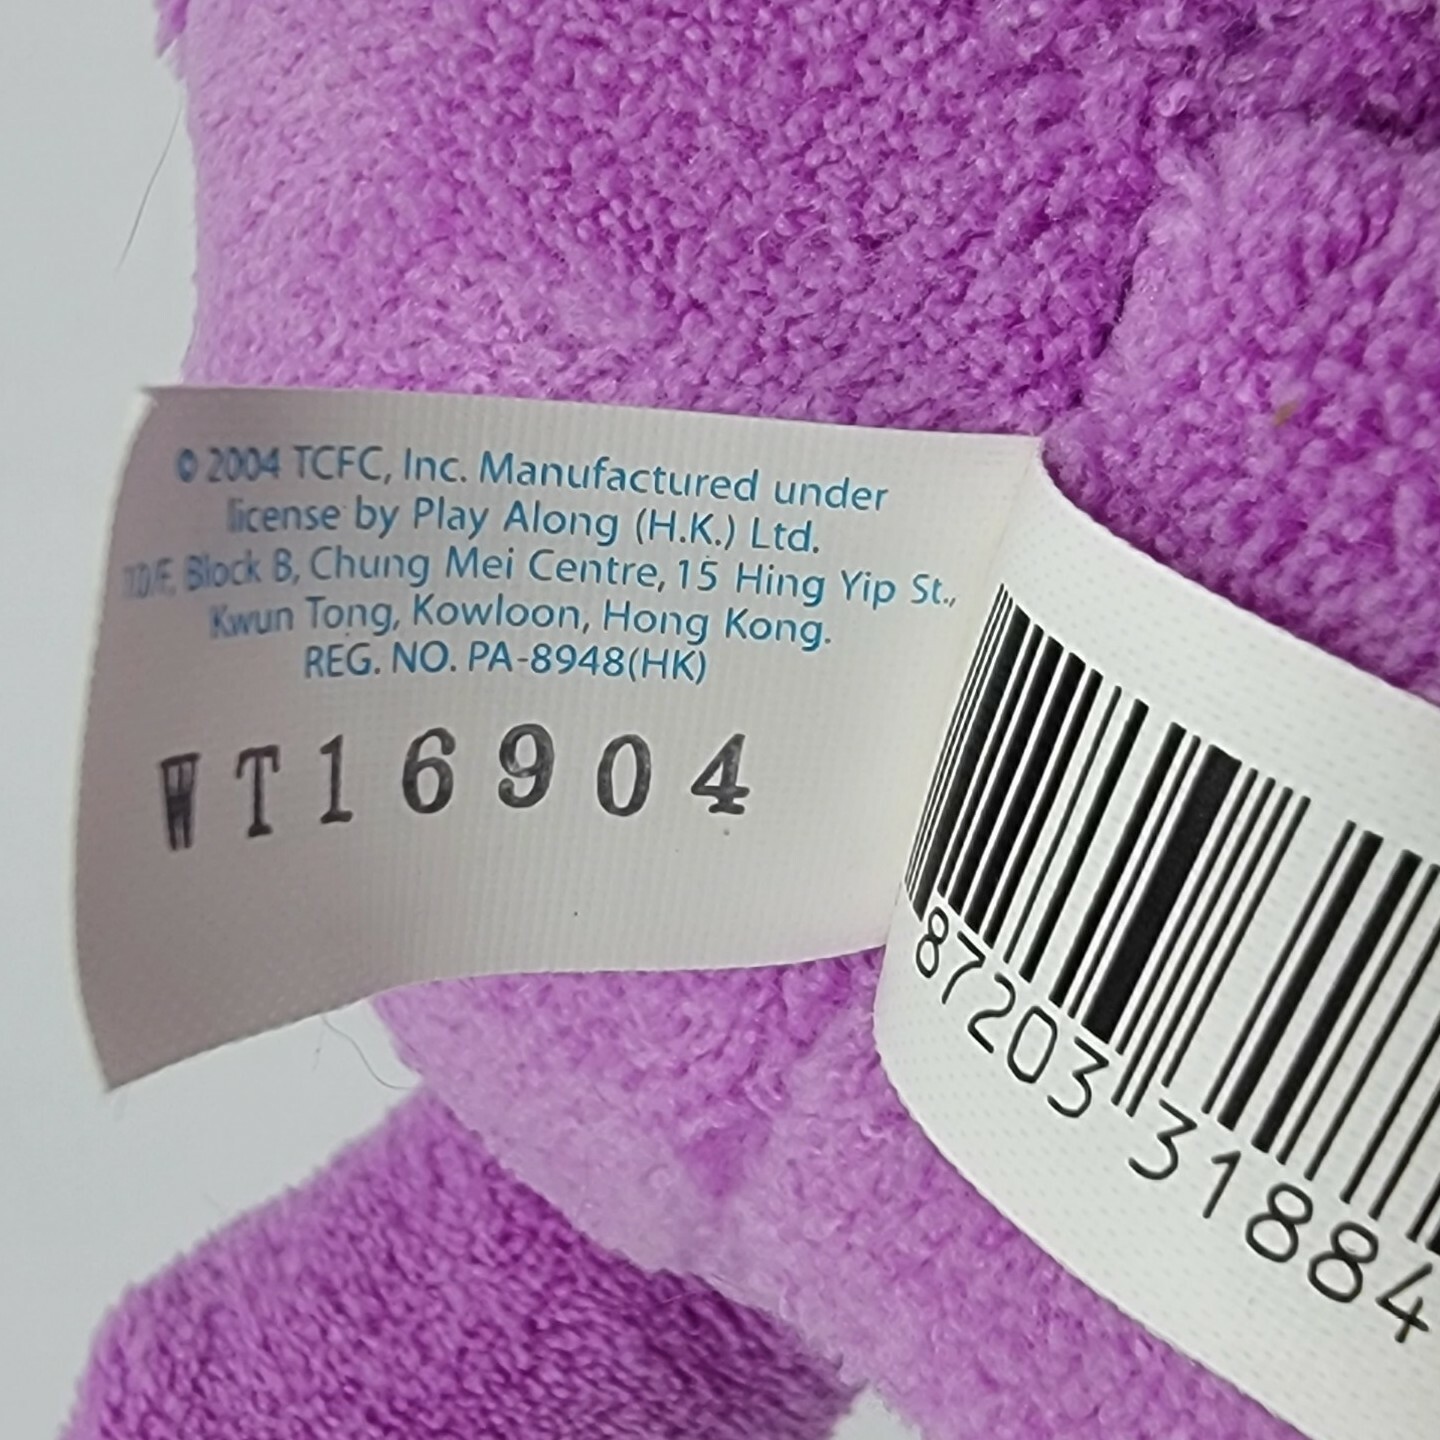 © 2004 TCFC, Inc. Manufactured under
license by Play Along (H.K.) Ltd.
Block B, Chung Mei Centre, 15 Hing Yip St.,
Kwun Tong, Kowloon, Hong Kong.
REG. NO. PA-8948(HK)
WT16904
87203 31884